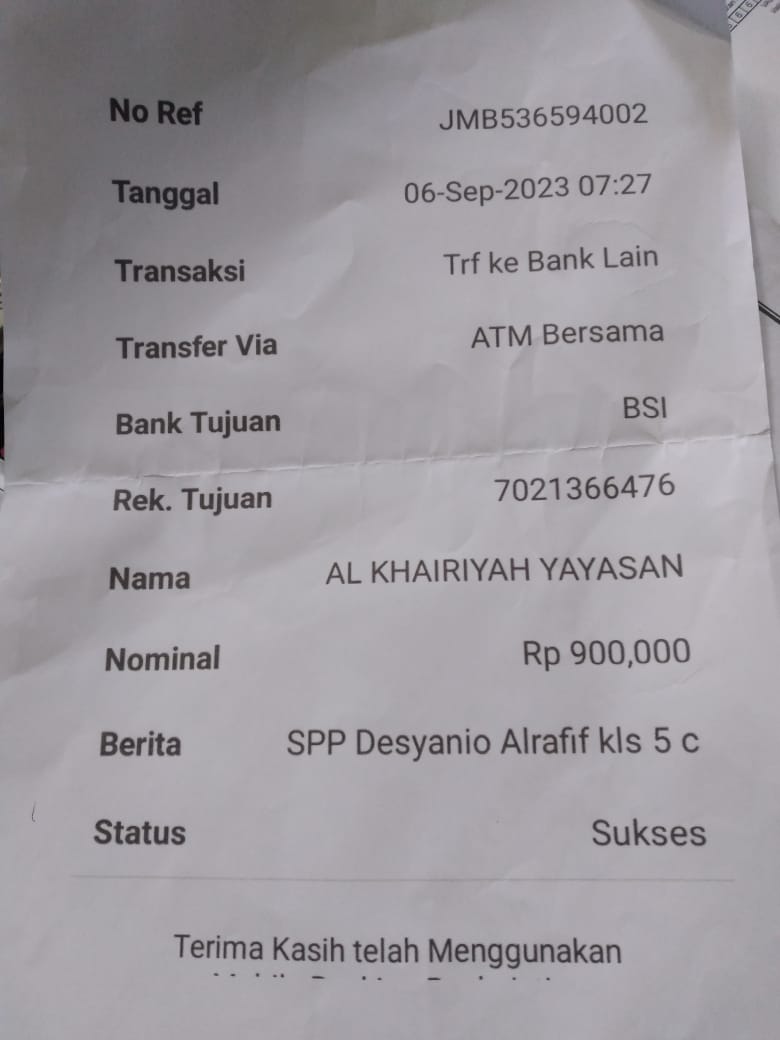 No Ref JMB536594002
Tanggal 06-Sep-2023 07:27
Transaksi Trf ke Bank Lain
Transfer Via ATM Bersama
Bank Tujuan BSI
Rek. Tujuan 7021366476
Nama AL KHAIRIYAH YAYASAN
Nominal Rp 900,000
Berita SPP Desyanio Alrafif kls 5 c
Status Sukses
Terima Kasih telah Menggunakan